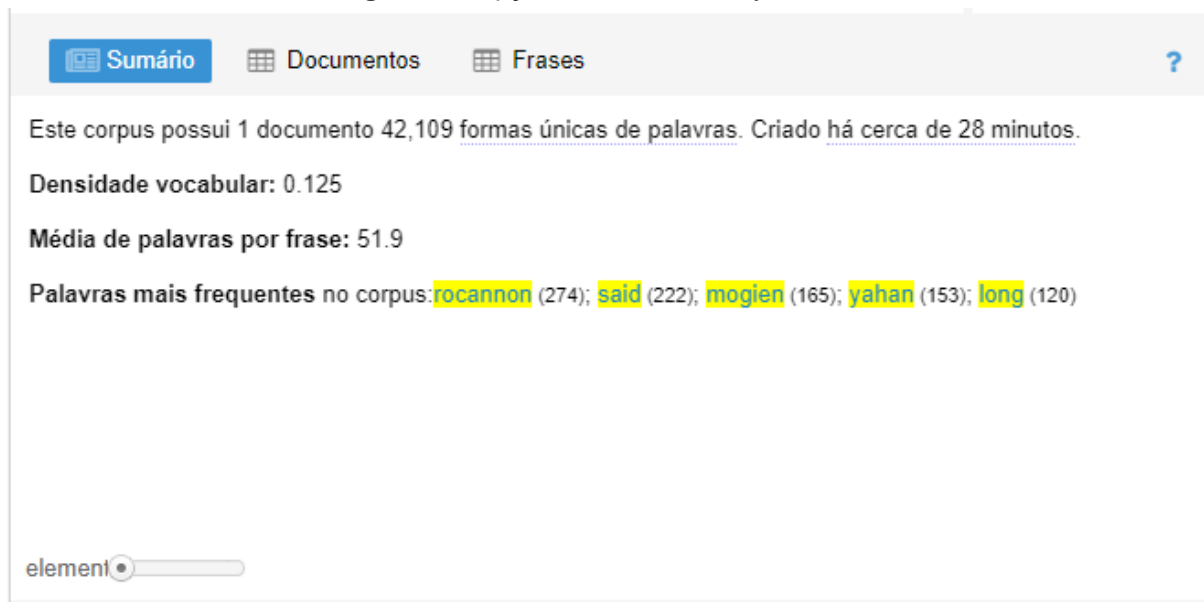 Sumário Documentos Frases ?
Este corpus possui 1 documento 42,109 formas únicas de palavras. Criado há cerca de 28 minutos.
Densidade vocabular: 0.125
Média de palavras por frase: 51.9
Palavras mais frequentes no corpus:rocannon (274); said (222); mogien (165); yahan (153); long (120)
element